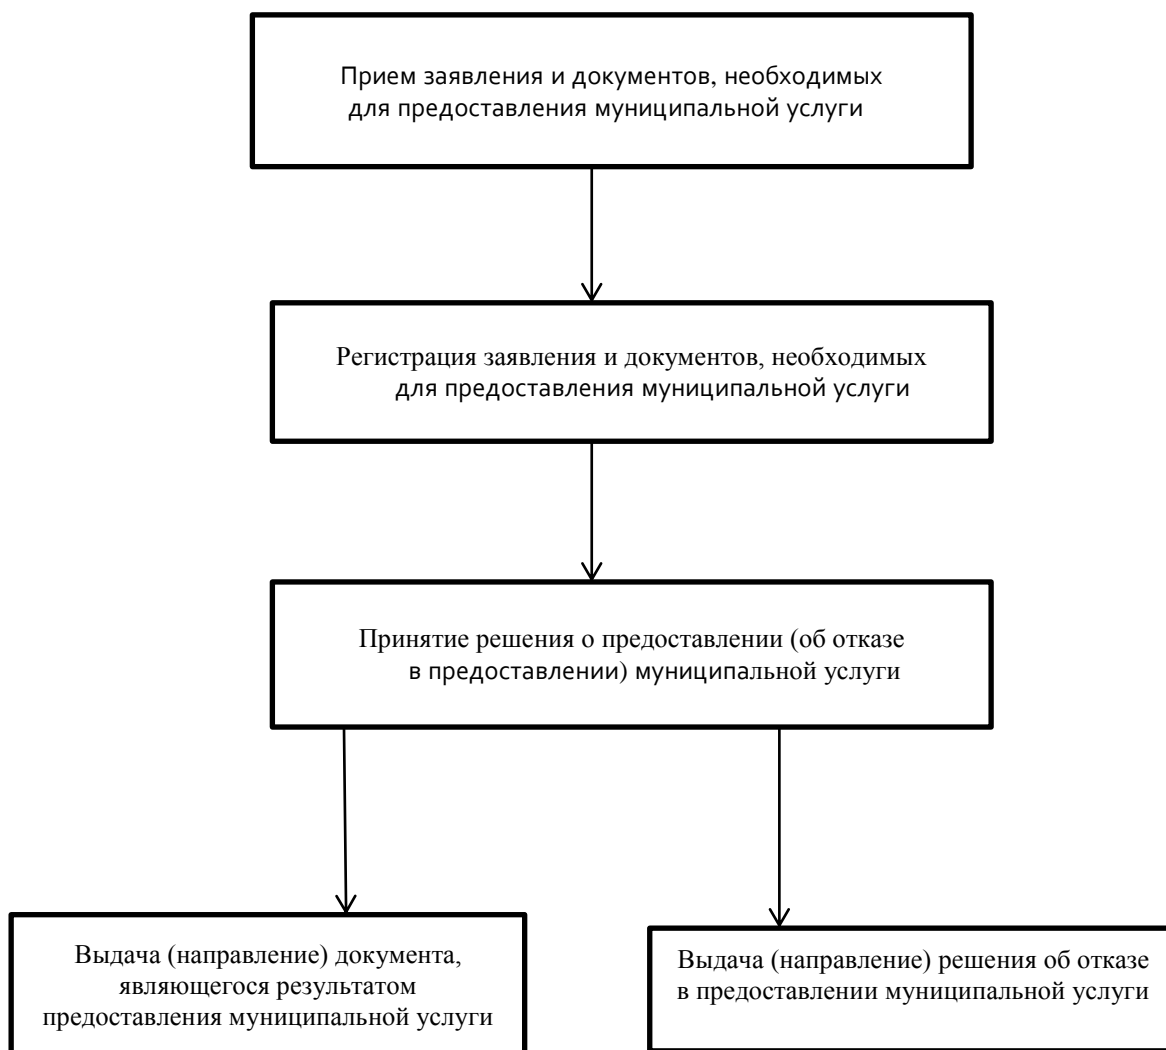 Прием заявления и документов, необходимых
для предоставления муниципальной услуги
Регистрация заявления и документов, необходимых
для предоставления муниципальной услуги
Принятие решения о предоставлении (об отказе
в предоставлении) муниципальной услуги
Выдача (направление) документа,
являющегося результатом
предоставления муниципальной услуги
Выдача (направление) решения об отказе
в предоставлении муниципальной услуги